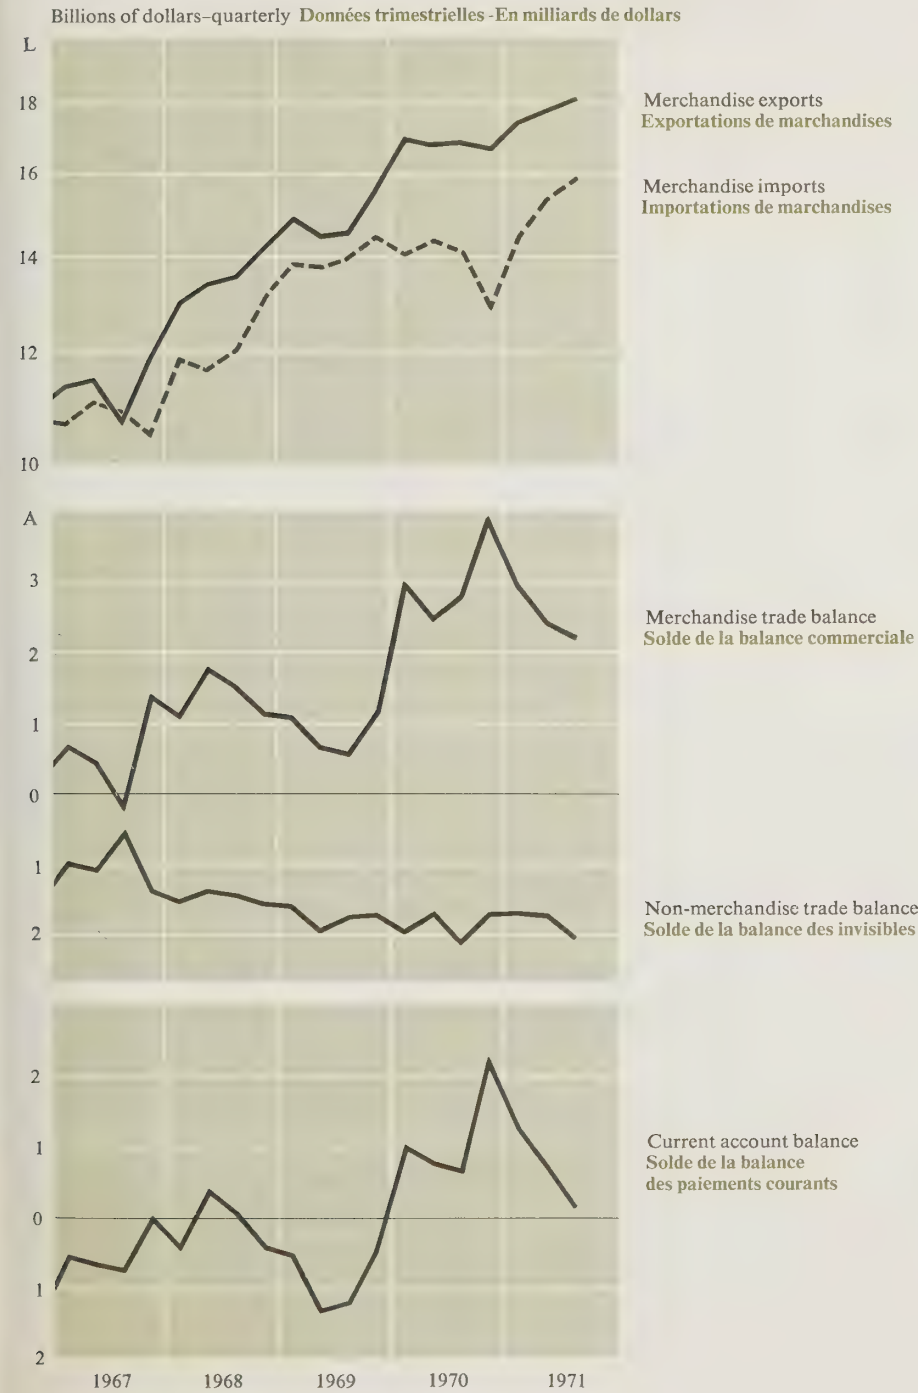 Billions of dollars–quarterly Données trimestrielles -En milliards de dollars
L
18
16
14
12
10
Merchandise exports
Exportations de marchandises
Merchandise imports
Importations de marchandises
A
3
2
1
0
1
2
Merchandise trade balance
Solde de la balance commerciale
Non-merchandise trade balance
Solde de la balance des invisibles
2
1
0
1
2
Current account balance
Solde de la balance
des paiements courants
1967 1968 1969 1970 1971